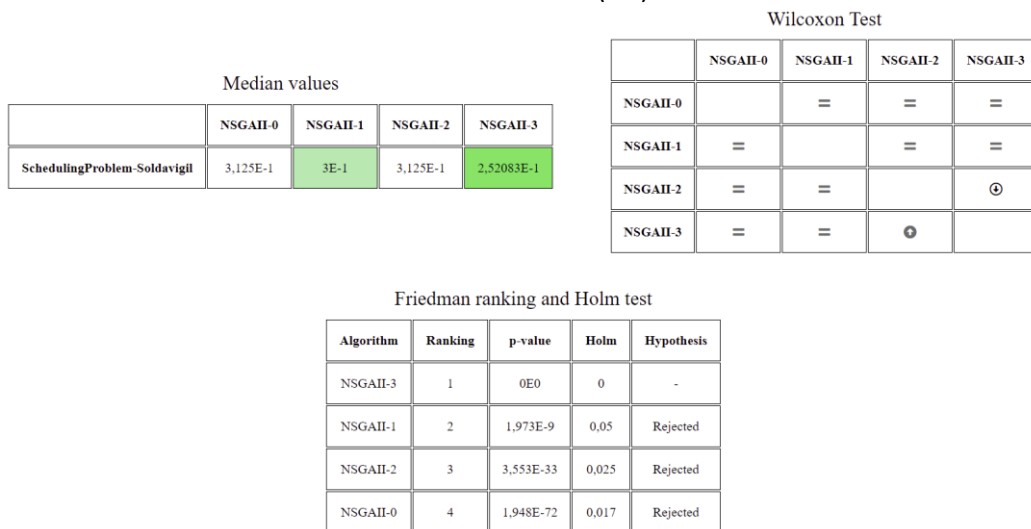 Wilcoxon Test
NSGAII-0 NSGAII-1 NSGAII-2 NSGAII-3
NSGAII-0 = = =
NSGAII-1 = = =
NSGAII-2 = =
NSGAII-3 = =
Median values
NSGAII-0 NSGAII-1 NSGAII-2 NSGAII-3
SchedulingProblem-Soldavigil 3,125E-1 3E-1 3,125E-1 2,52083E-1
Friedman ranking and Holm test
Algorithm Ranking p-value Holm Hypothesis
NSGAII-3 1 0E0 0 -
NSGAII-1 2 1,973E-9 0,05 Rejected
NSGAII-2 3 3,553E-33 0,025 Rejected
NSGAII-0 4 1,948E-72 0,017 Rejected